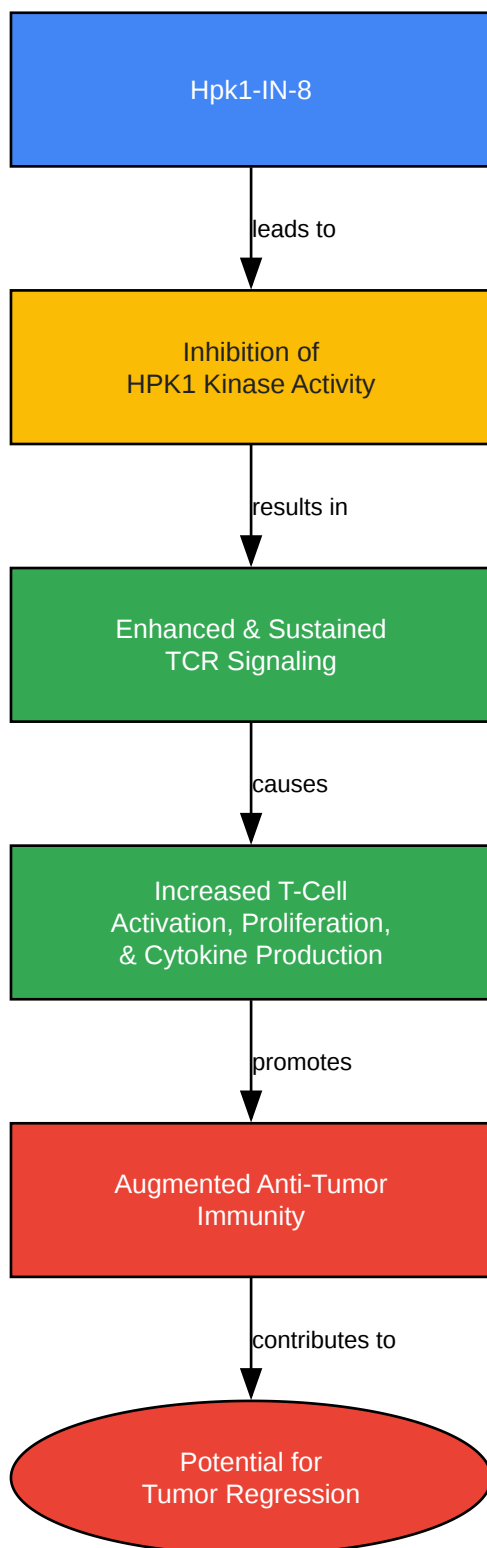 Hpk1-IN-8
leads to
Inhibition of
HPK1 Kinase Activity
results in
Enhanced & Sustained
TCR Signaling
causes
Increased T-Cell
Activation, Proliferation,
& Cytokine Production
promotes
Augmented Anti-Tumor
Immunity
contributes to
Potential for
Tumor Regression